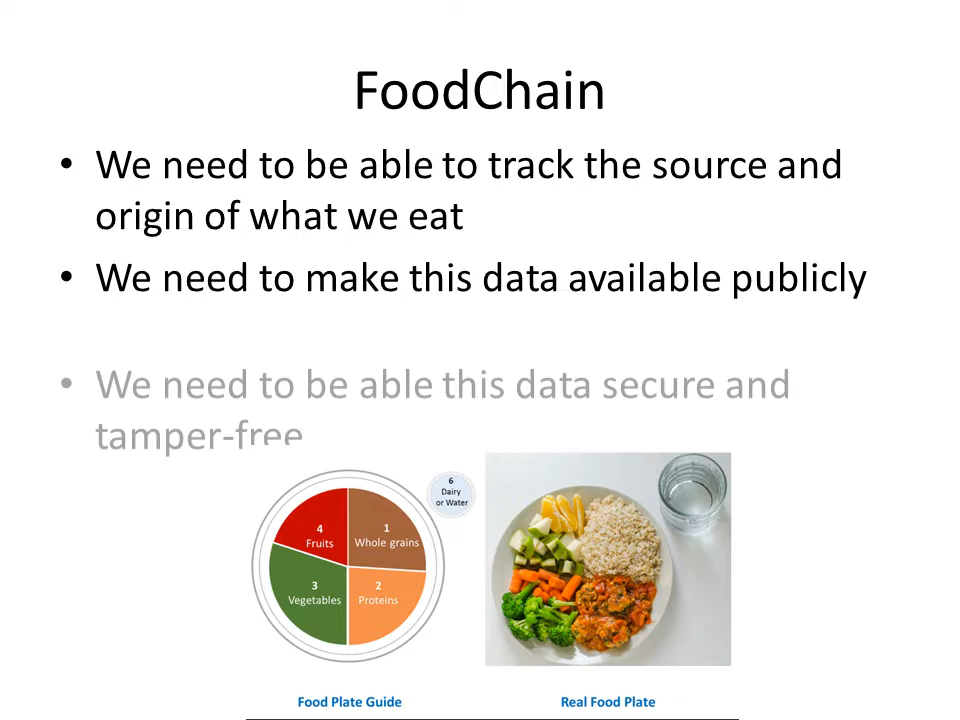 FoodChain
• We need to be able to track the source and
origin of what we eat
• We need to make this data available publicly
• We need to be able this data secure and
tamper-free
6
Dairy
or Water
4
Fruits
1
Whole grains
3
Vegetables
2
Proteins
Food Plate Guide
Real Food Plate